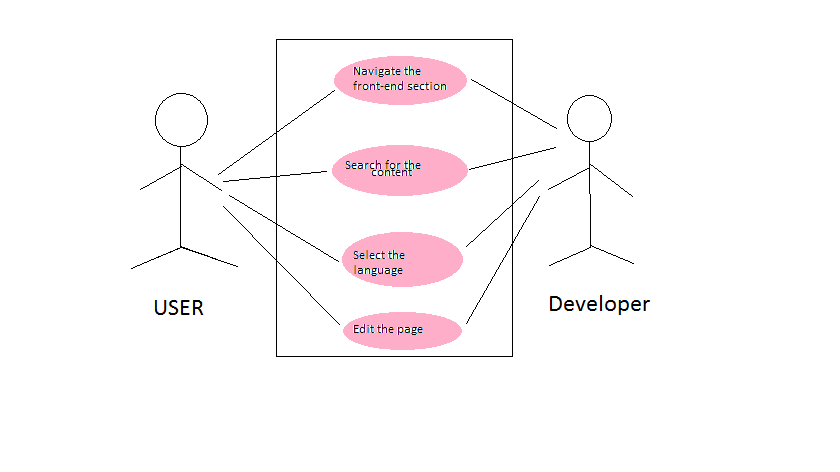 Navigate the
front-end section
Search for the
content
Select the
language
Edit the page
USER
Developer